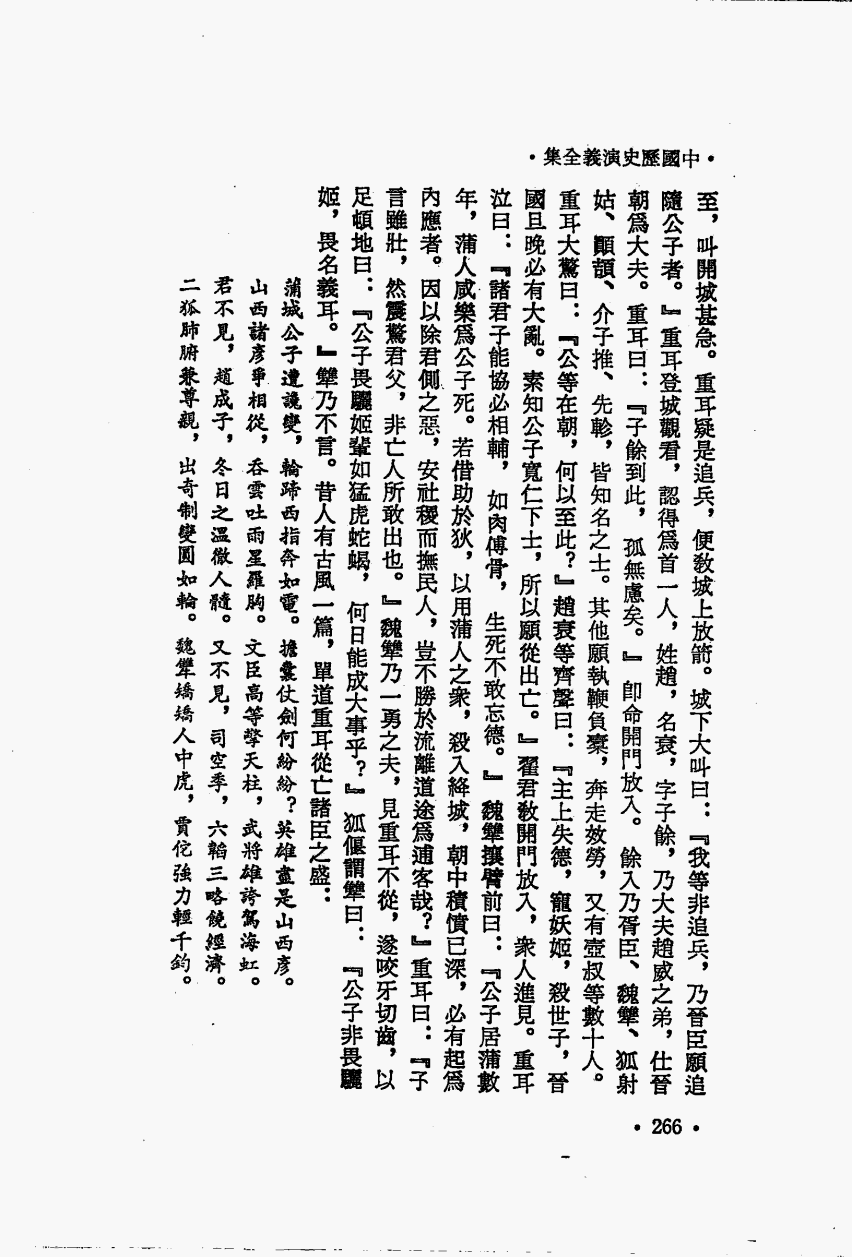 ·中國歷史演義全集·
至，叫開城甚急。重耳疑是追兵，便教城上放箭。城下大叫曰：『我等非追兵，乃晉臣願追
隨公子者。』重耳登城觀看，認得爲首一人，姓趙，名衰，字子餘，乃大夫趙威之弟，仕晉
朝爲大夫。重耳曰：『子餘到此，孤無慮矣。』卽命開門放入。餘入乃胥臣、魏犨、狐射
姑、顚頡、介子推、先軫，皆知名之士。其他願執鞭負橐，奔走效勞，又有壺叔等數十人。
重耳大驚曰：『公等在朝，何以至此？』趙衰等齊聲曰：『主上失德，寵妖姬，殺世子，晉
國旦晚必有大亂。素知公子寬仁下士，所以願從出亡。』翟君敎開門放入，衆人進見。重耳
泣曰：『諸君子能協必相輔，如肉傅骨，生死不敢忘德。』魏犨攘臂前曰：『公子居蒲數
年，蒲人咸樂爲公子死。若借助於狄，以用蒲人之衆，殺入絳城，朝中積憤已深，必有起爲
內應者。因以除君側之惡，安社稷而撫民人，豈不勝於流離道途爲逋客哉？』重耳曰：『子
言雖壯，然震驚君父，非亡人所敢出也。』魏犨乃一勇之夫，見重耳不從，遂咬牙切齒，以
足頓地曰：『公子畏驪姬輩如猛虎蛇蝎，何日能成大事乎？』狐偃謂犨曰：『公子非畏驪
姬，畏名義耳。』犨乃不言。昔人有古風一篇，單道重耳從亡諸臣之盛：
蒲城公子遭讒變，輪蹄西指奔如電。擔囊仗劍何紛紛？英雄盡是山西彥。
山西諸彥爭相從，吞雲吐雨星羅胸。文臣高等擎天柱，武將雄誇駕海虹。
君不見，趙成子，冬日之溫徹人髓。又不見，司空季，六韜三略饒經濟。
二狐肺腑兼尊親，出奇制變圓如輪。魏犨矯矯人中虎，賈佗強力輕千鈞。
·266·